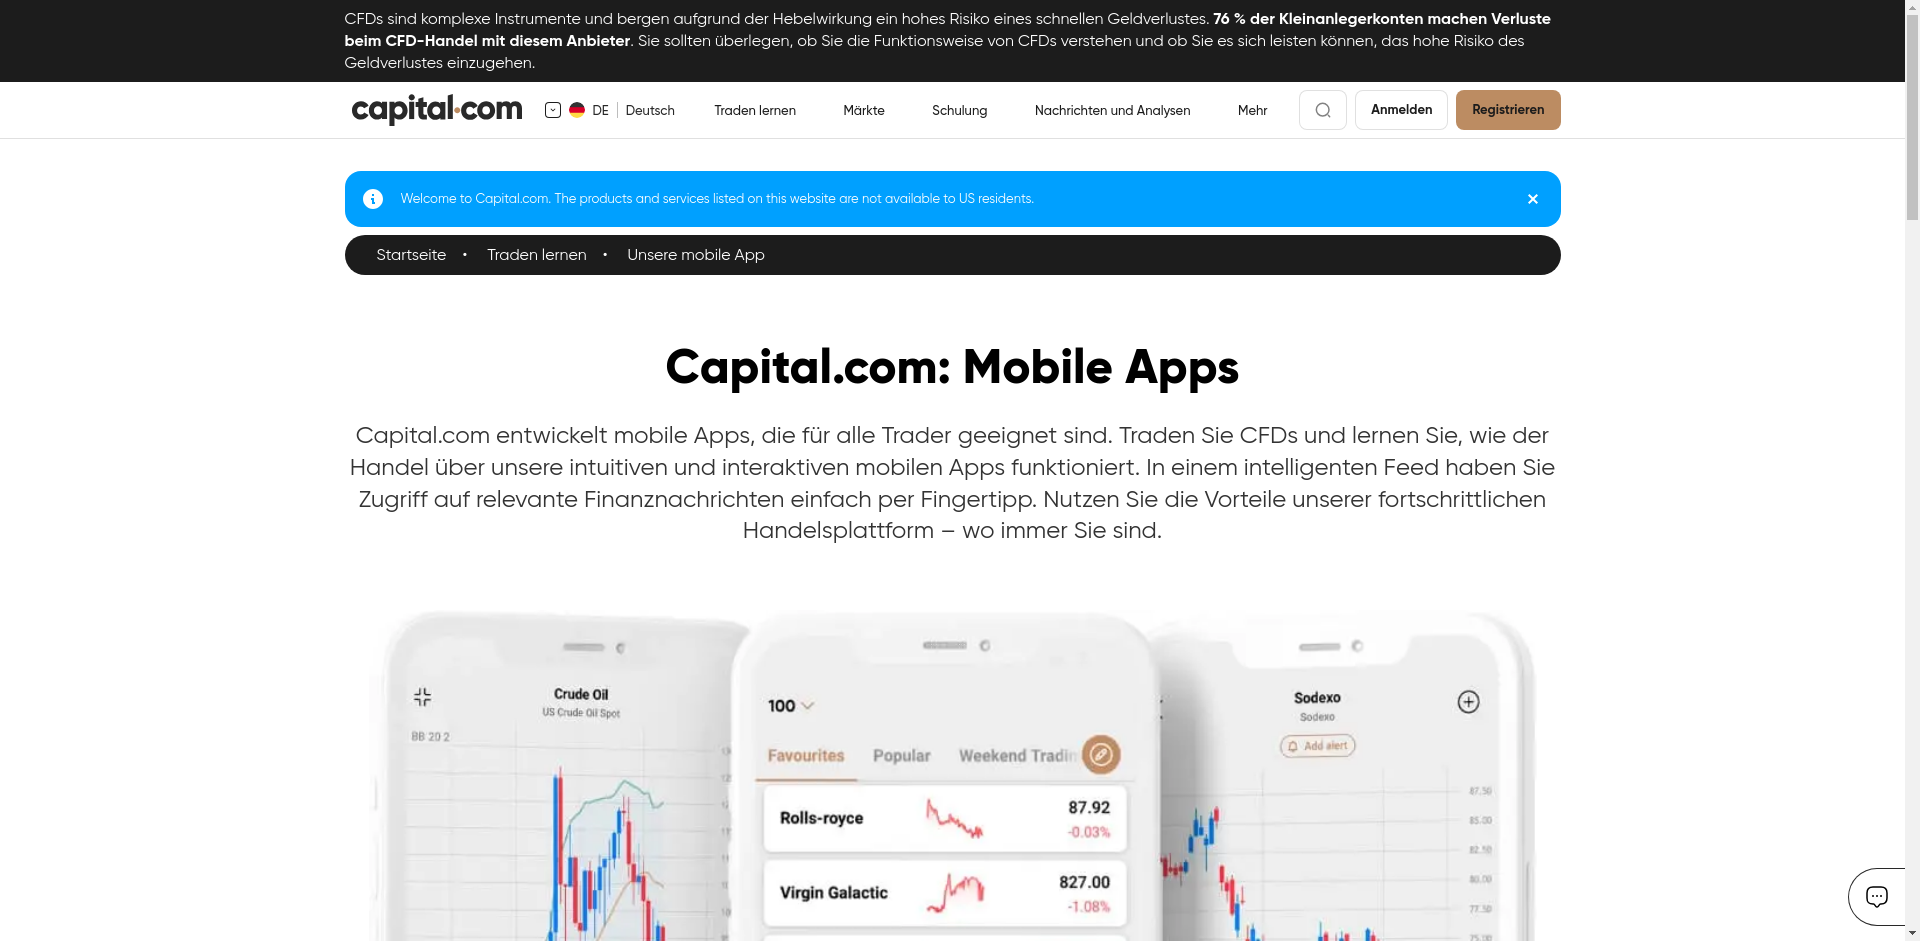 CFDs sind komplexe Instrumente und bergen aufgrund der Hebelwirkung ein hohes Risiko eines schnellen Geldverlustes. 76 % der Kleinanlegerkonten machen Verluste
beim CFD-Handel mit diesem Anbieter. Sie sollten überlegen, ob Sie die Funktionsweise von CFDs verstehen und ob Sie es sich leisten können, das hohe Risiko des
Geldverlustes einzugehen.
capital.com DE Deutsch Traden lernen Märkte Schulung Nachrichten und Analysen Mehr Anmelden Registrieren
Welcome to Capital.com. The products and services listed on this website are not available to US residents.
Startseite • Traden lernen • Unsere mobile App
Capital.com: Mobile Apps
Capital.com entwickelt mobile Apps, die für alle Trader geeignet sind. Traden Sie CFDs und lernen Sie, wie der
Handel über unsere intuitiven und interaktiven mobilen Apps funktioniert. In einem intelligenten Feed haben Sie
Zugriff auf relevante Finanznachrichten einfach per Fingertipp. Nutzen Sie die Vorteile unserer fortschrittlichen
Handelsplattform – wo immer Sie sind.
Crude Oil
US Crude Oil Spot
BB 20 2
100
Favourites Popular Weekend Tradin
Rolls-royce 87.92
-0.03%
Virgin Galactic 827.00
-1.08%
Sodexo
Sodexo
Add alert
87.50
85.00
82.50
80.00
77.50
75.00